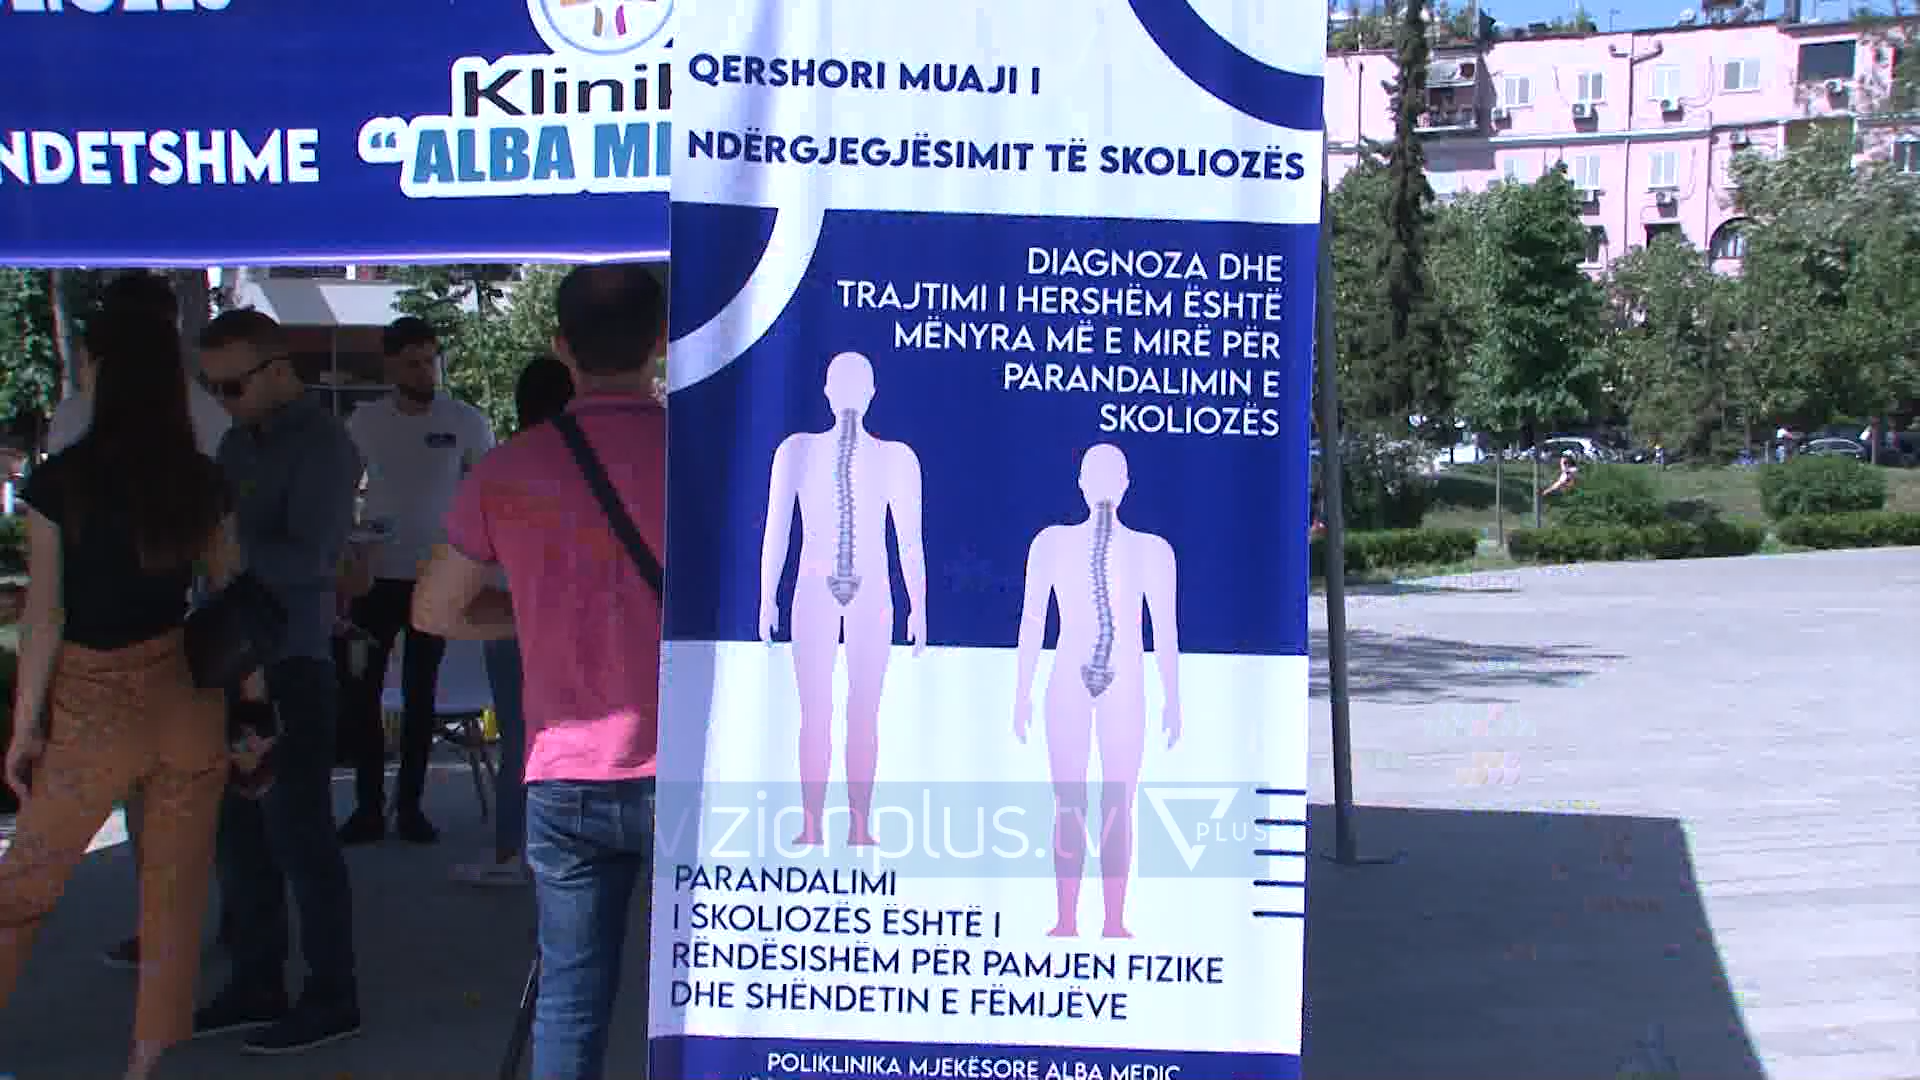 NDETSHME
"ALBA
QERSHORI MUAJI I
NDËRGJEGJËSIMIT TË SKOLIOZËS
DIAGNOZA DHE
TRAJTIMI I HERSHËM ËSHTË
MËNYRA MË E MIRË PËR
PARANDALIMIN E
SKOLIOZËS
vizionplus.tv PLUS
PARANDALIMI
I SKOLIOZËS ËSHTË I
RËNDËSISHËM PËR PAMJEN FIZIKE
DHE SHËNDETIN E FËMIJËVE
POLIKLINIKA MJEKËSORE ALBA MEDIC